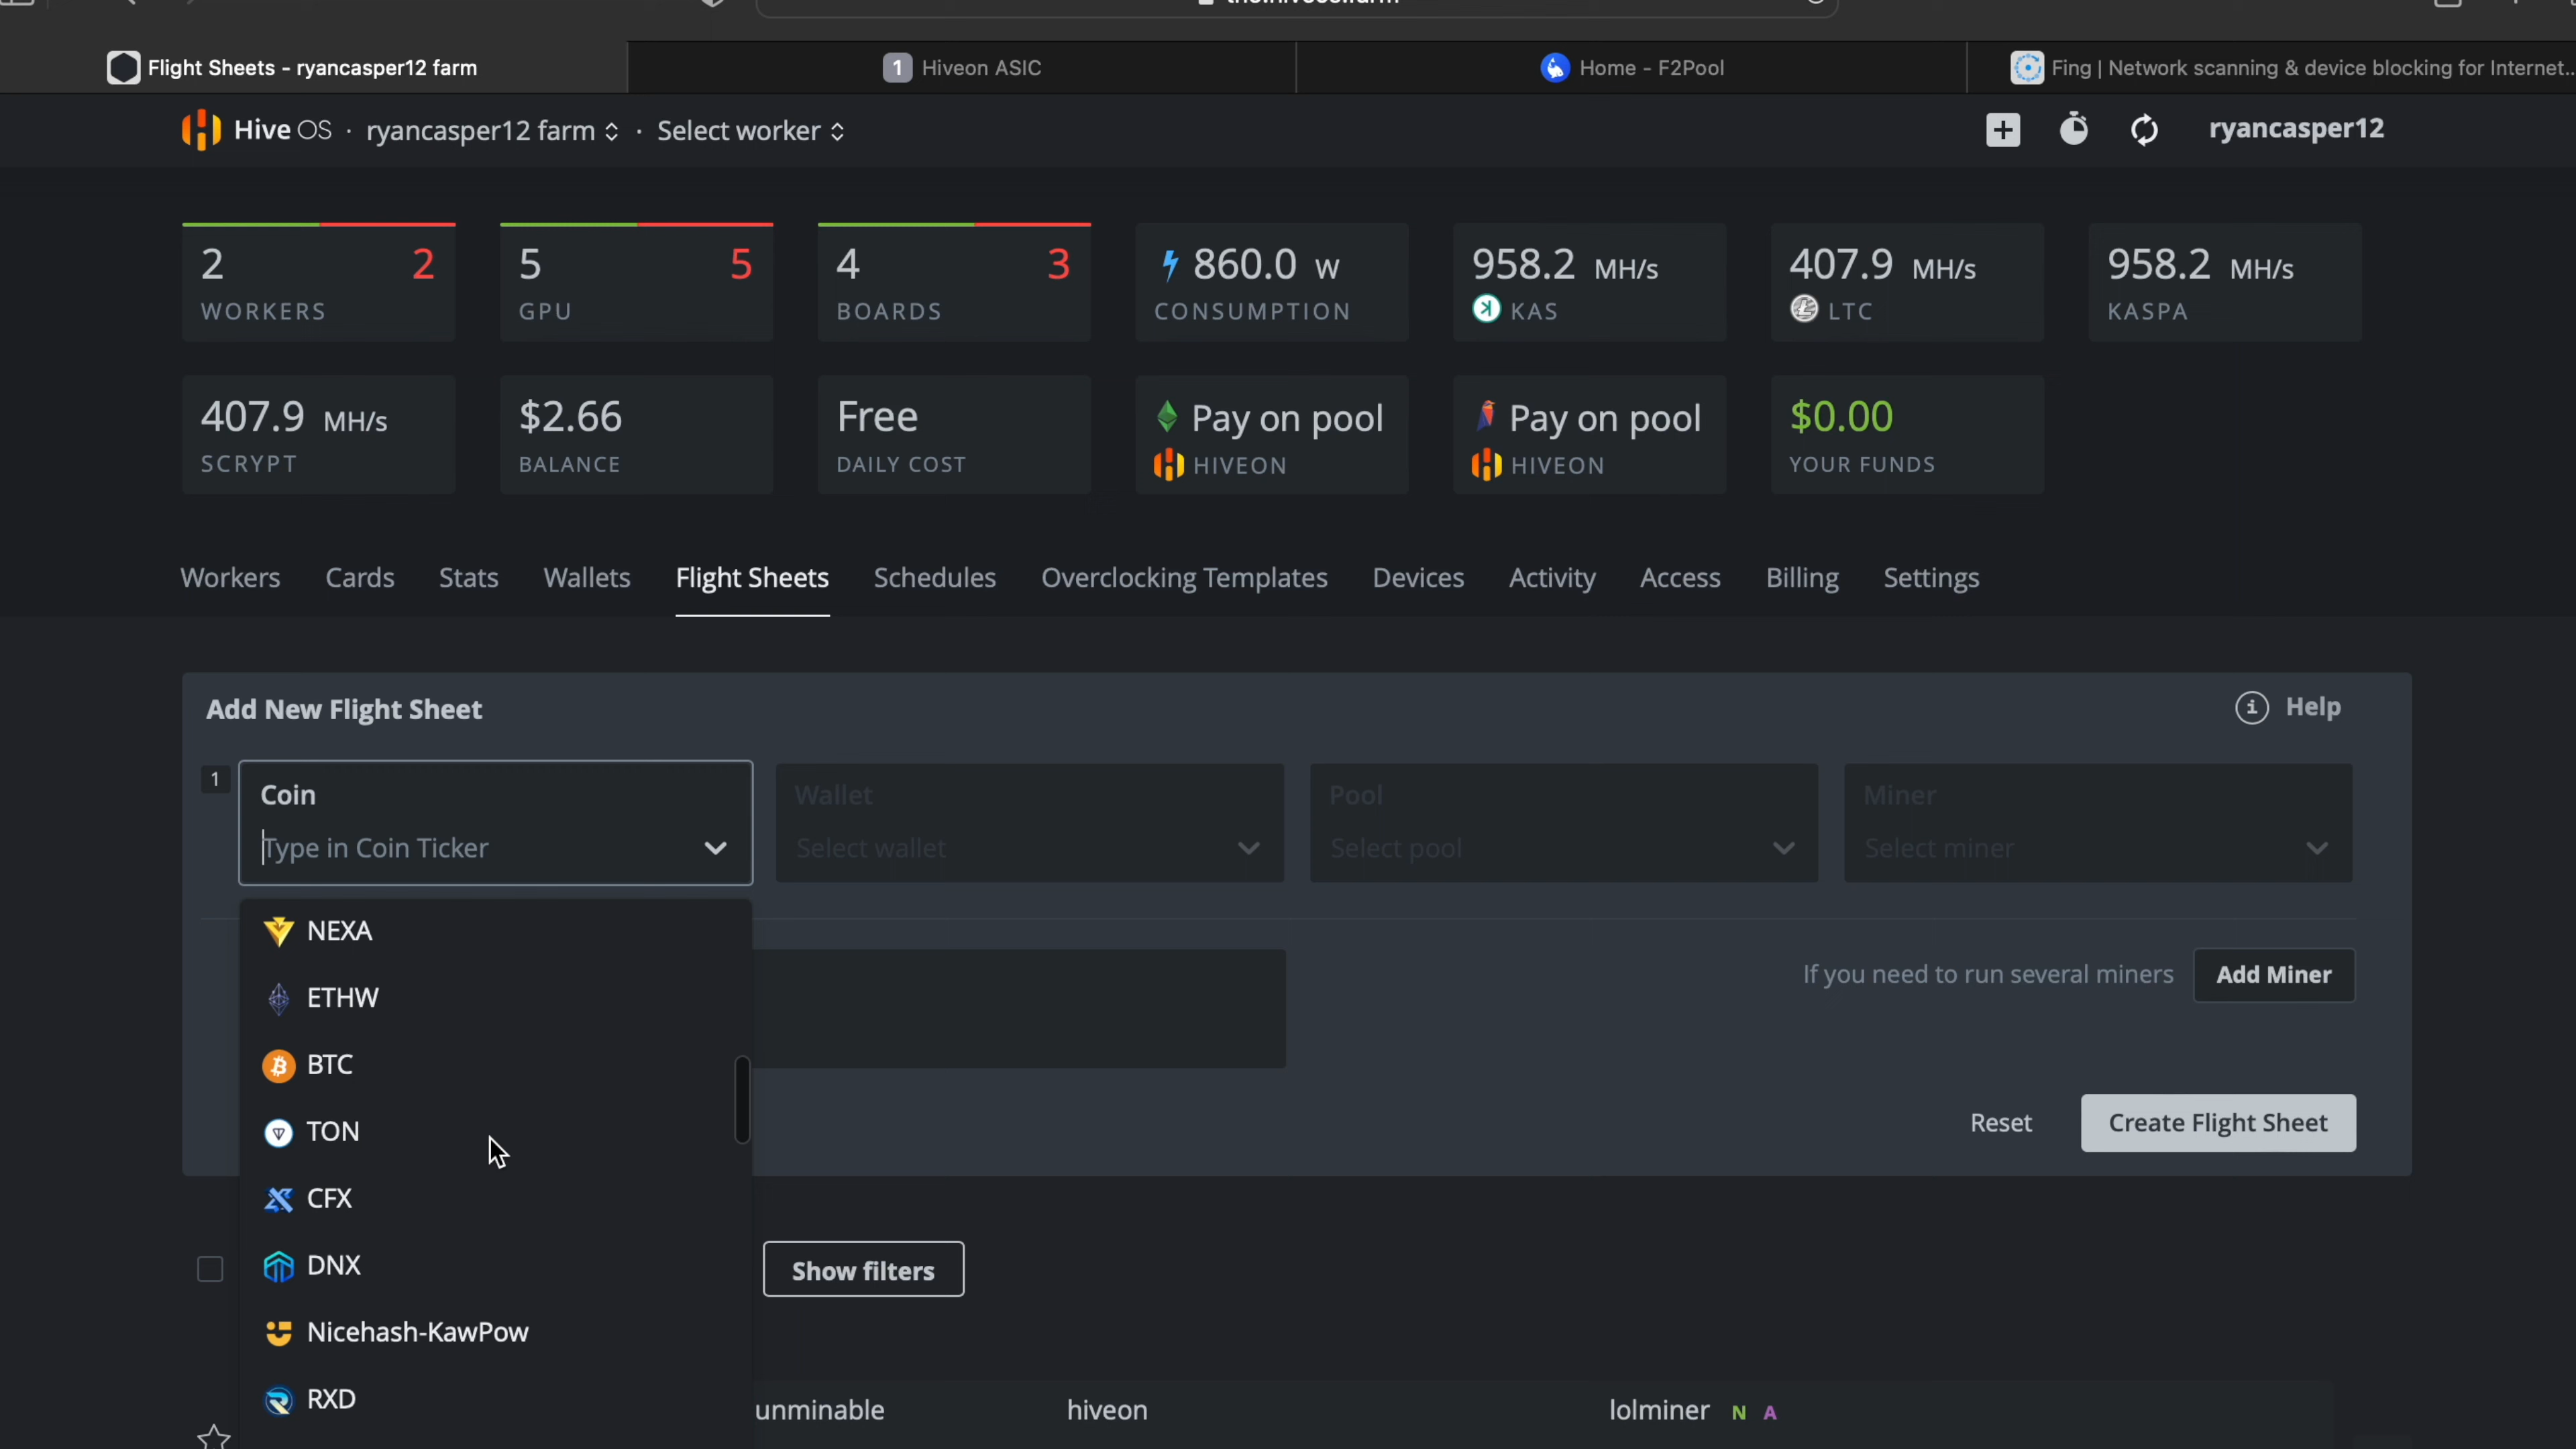 Flight Sheets - ryancasper12 farm
1 Hiveon ASIC
Home - F2Pool
Fing | Network scanning & device blocking for Internet...
Hive OS · ryancasper12 farm · Select worker
ryancasper12
2 2
WORKERS
5 5
GPU
4 3
BOARDS
860.0 W
CONSUMPTION
958.2 MH/s
KAS
407.9 MH/s
LTC
958.2 MH/s
KASPA
407.9 MH/s
SCRYPT
$2.66
BALANCE
Free
DAILY COST
Pay on pool
HIVEON
Pay on pool
HIVEON
$0.00
YOUR FUNDS
Workers Cards Stats Wallets Flight Sheets Schedules Overclocking Templates Devices Activity Access Billing Settings
Add New Flight Sheet
Help
1
Coin
Type in Coin Ticker
Wallet
Select wallet
Pool
Select pool
Miner
Select miner
NEXA
ETHW
BTC
TON
CFX
DNX
Nicehash-KawPow
RXD
If you need to run several miners
Add Miner
Reset
Create Flight Sheet
Show filters
unminable hiveon lolminer N A